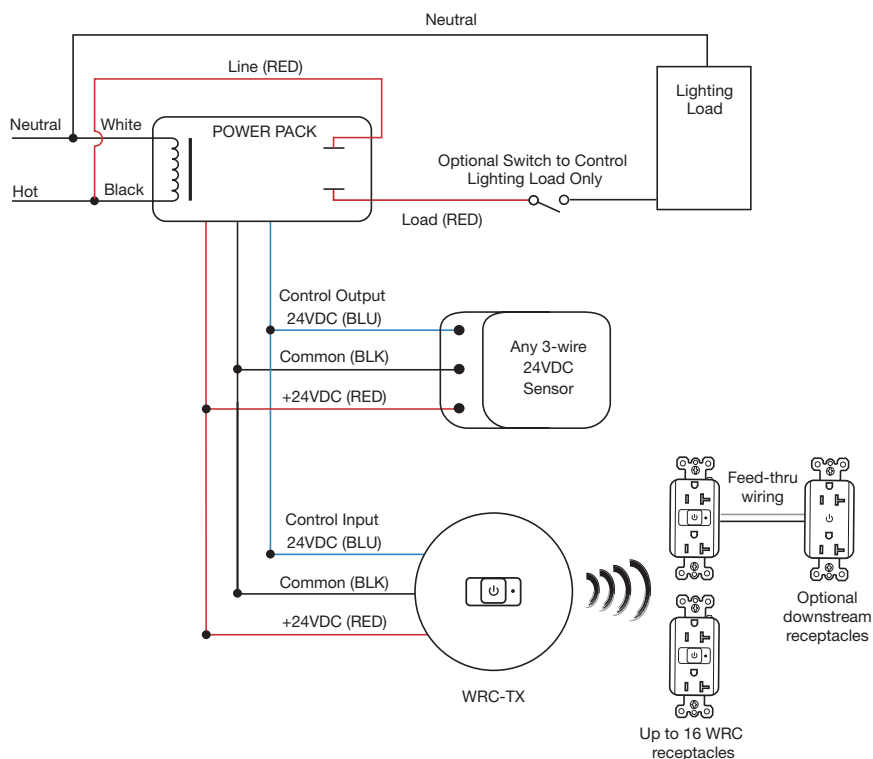 Neutral
Line (RED)
Lighting
Load
Neutral
White
POWER PACK
Optional Switch to Control
Lighting Load Only
Hot
Black
Load (RED)
Control Output
24VDC (BLU)
Common (BLK)
+24VDC (RED)
Any 3-wire
24VDC
Sensor
Control Input
24VDC (BLU)
Common (BLK)
+24VDC (RED)
WRC-TX
Feed-thru
wiring
Optional
downstream
receptacles
Up to 16 WRC
receptacles